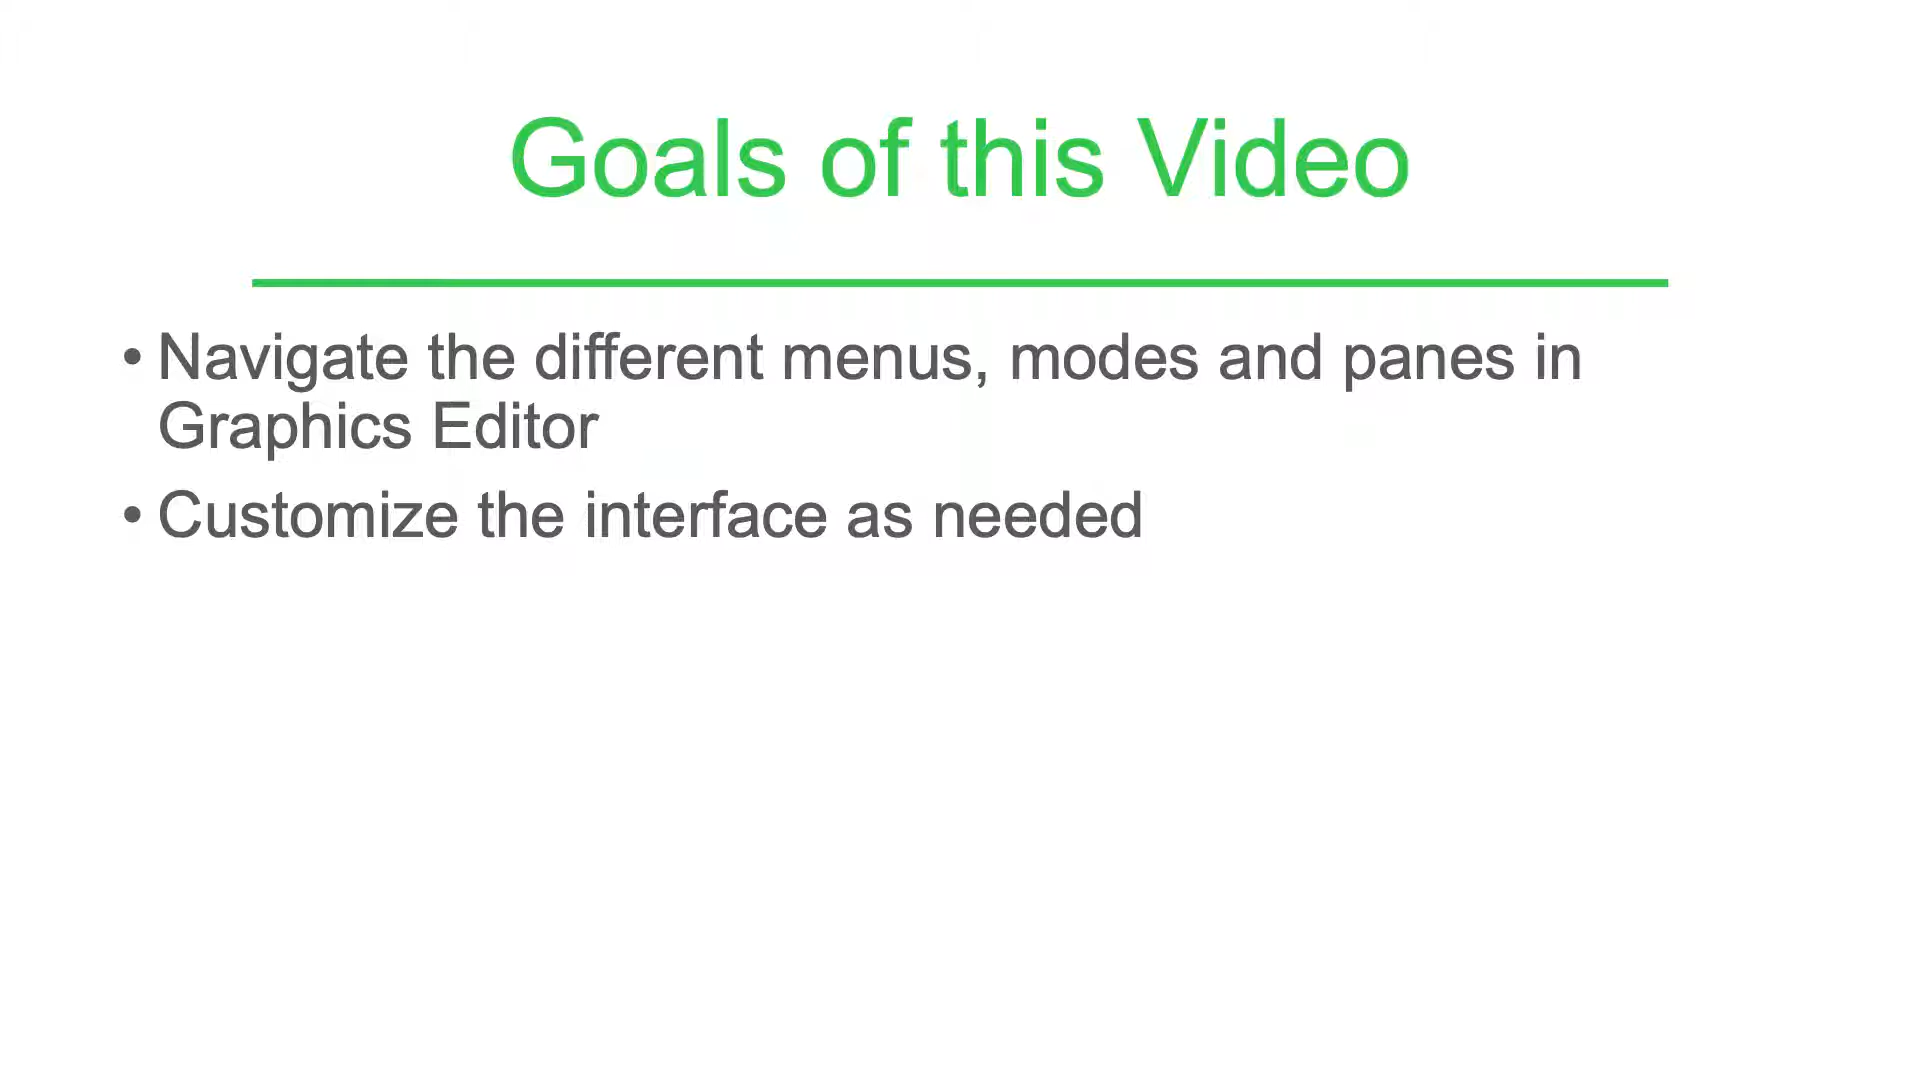 Goals of this Video
• Navigate the different menus, modes and panes in
Graphics Editor
• Customize the interface as needed